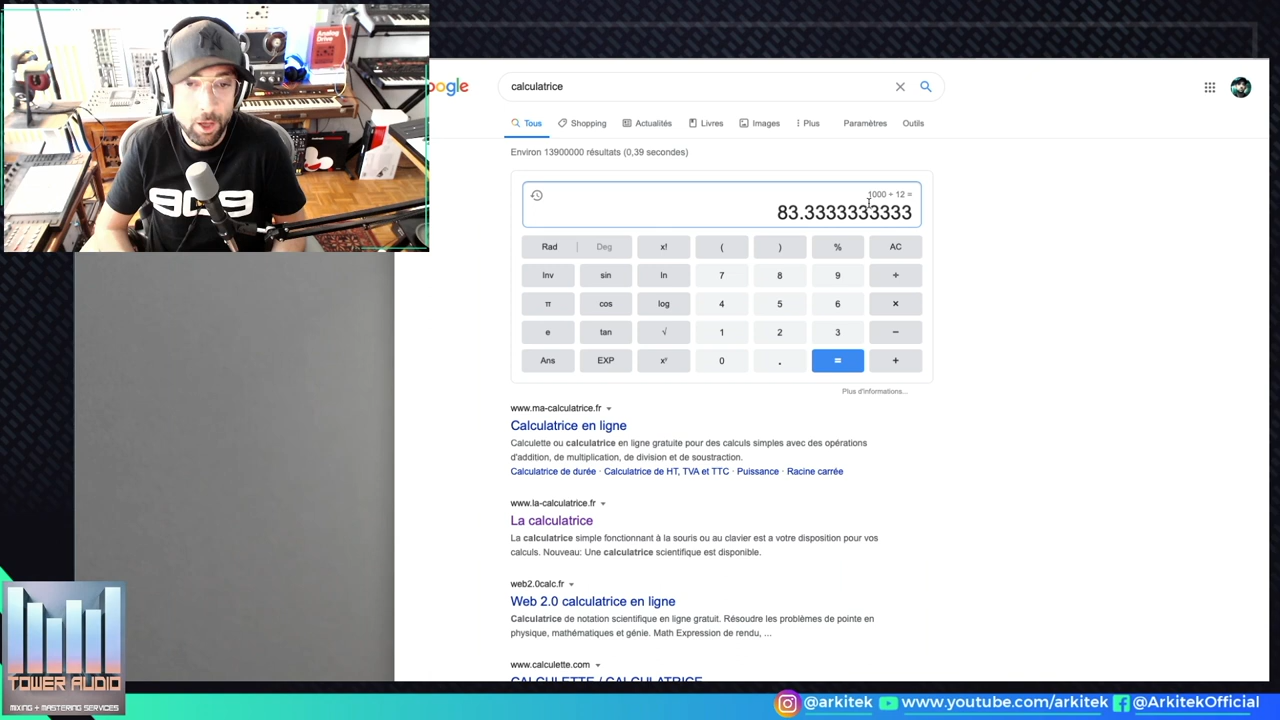 Analog
Drive
909
oogle
calculatrice
Tous
Shopping
Actualités
Livres
Images
Plus
Paramètres
Outils
Environ 13900000 résultats (0,39 secondes)
1000 ÷ 12 =
83.3333333333
Rad Deg x! ( ) % AC
Inv sin ln 7 8 9 ÷
π cos log 4 5 6 ×
e tan √ 1 2 3 −
Ans EXP xʸ 0 . = +
Plus d'informations...
www.ma-calculatrice.fr
Calculatrice en ligne
Calculette ou calculatrice en ligne gratuite pour des calculs simples avec des opérations
d'addition, de multiplication, de division et de soustraction.
Calculatrice de durée · Calculatrice de HT, TVA et TTC · Puissance · Racine carrée
www.la-calculatrice.fr
La calculatrice
La calculatrice simple fonctionnant à la souris ou au clavier est a votre disposition pour vos
calculs. Nouveau: Une calculatrice scientifique est disponible.
web2.0calc.fr
Web 2.0 calculatrice en ligne
Calculatrice de notation scientifique en ligne gratuit. Résoudre les problèmes de pointe en
physique, mathématiques et génie. Math Expression de rendu, ...
www.calculette.com
CALCULETTE / CALCULATRICE
TOWER AUDIO
MIXING + MASTERING SERVICES
@arkitek
www.youtube.com/arkitek
@ArkitekOfficial